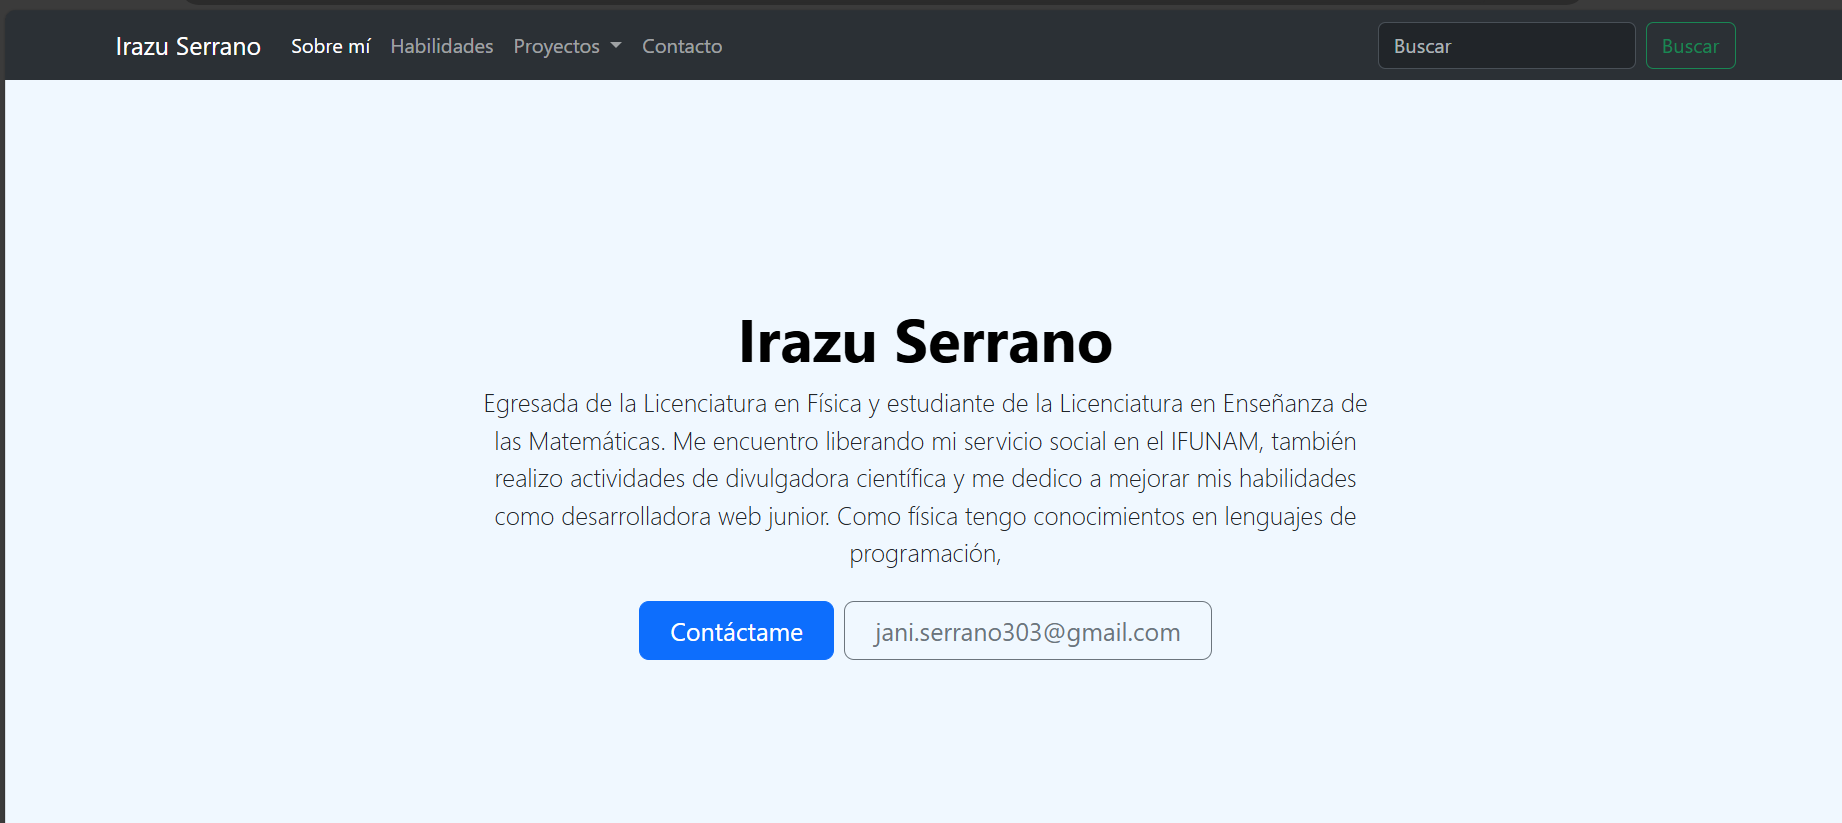 Irazu Serrano Sobre mí Habilidades Proyectos Contacto Buscar Buscar
Irazu Serrano
Egresada de la Licenciatura en Física y estudiante de la Licenciatura en Enseñanza de
las Matemáticas. Me encuentro liberando mi servicio social en el IFUNAM, también
realizo actividades de divulgadora científica y me dedico a mejorar mis habilidades
como desarrolladora web junior. Como física tengo conocimientos en lenguajes de
programación,
Contáctame jani.serrano303@gmail.com